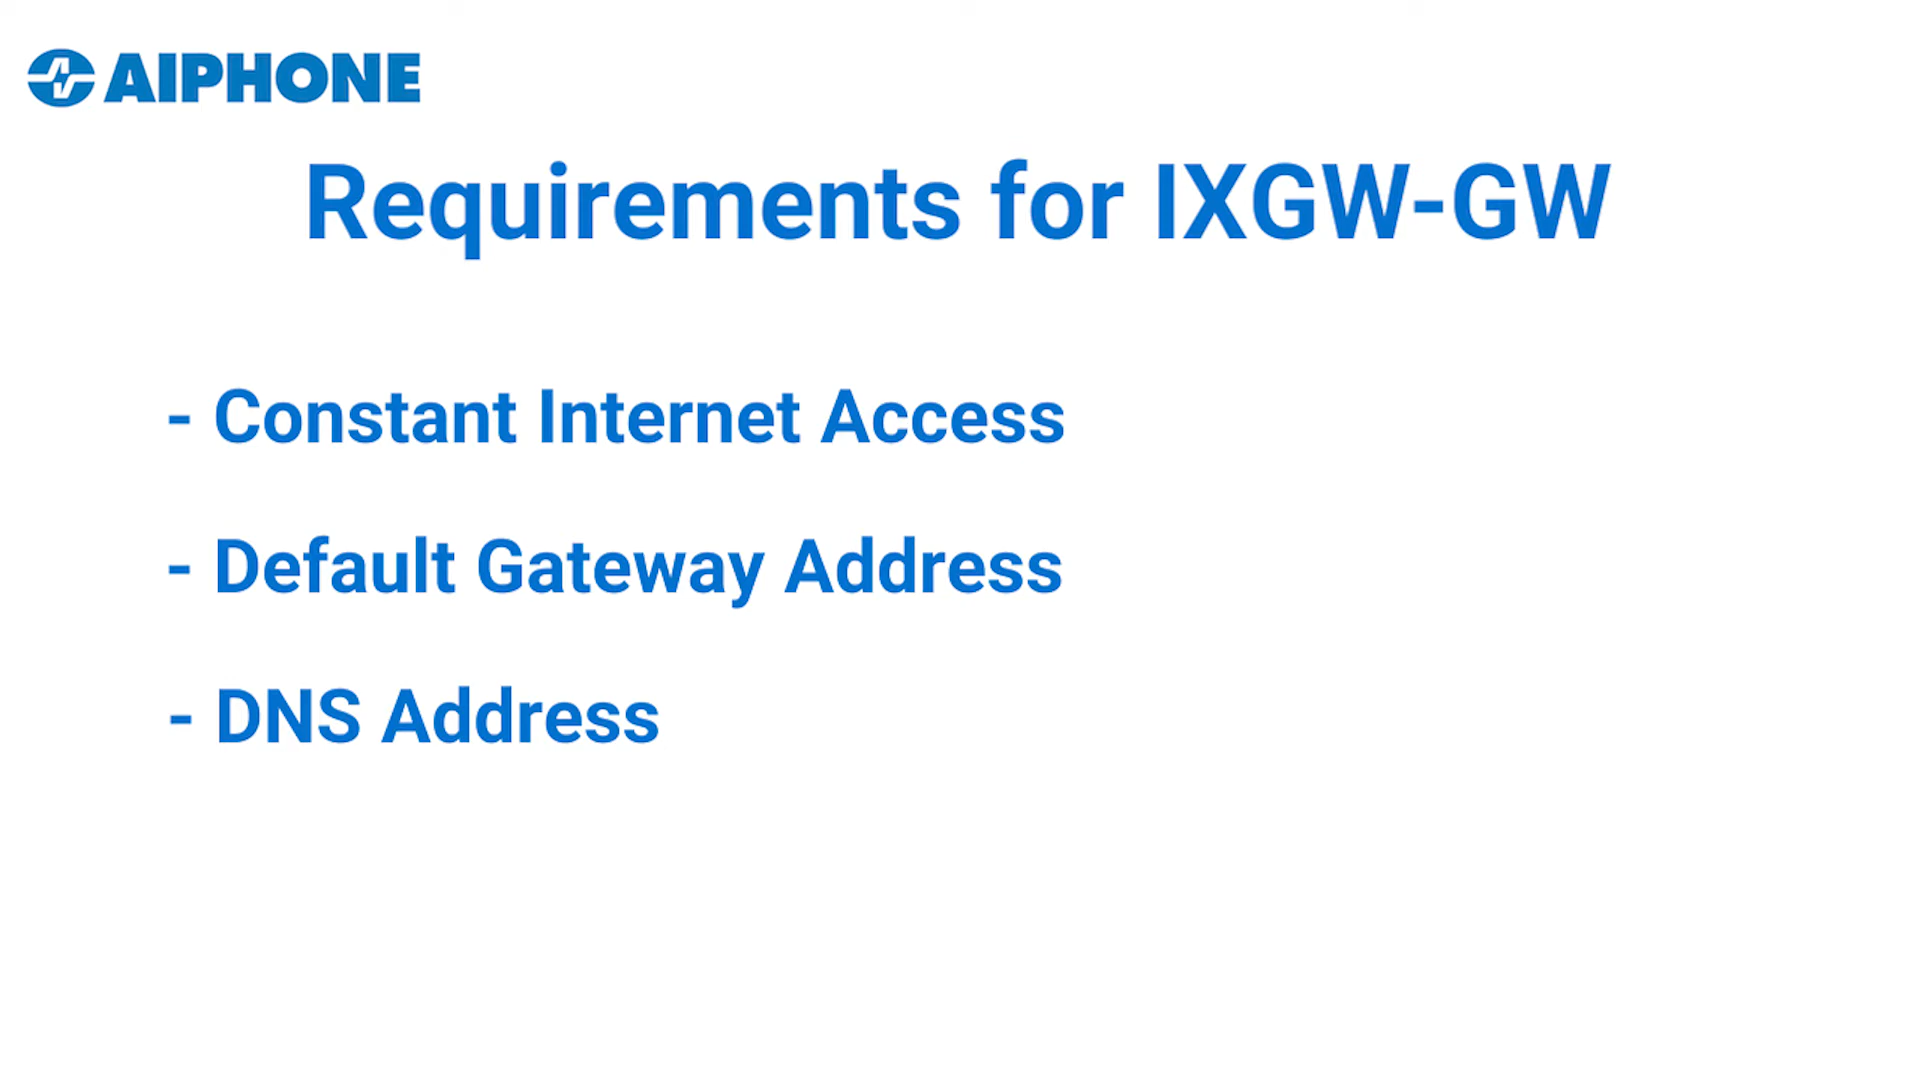 AIPHONE
Requirements for IXGW-GW
- Constant Internet Access
- Default Gateway Address
- DNS Address